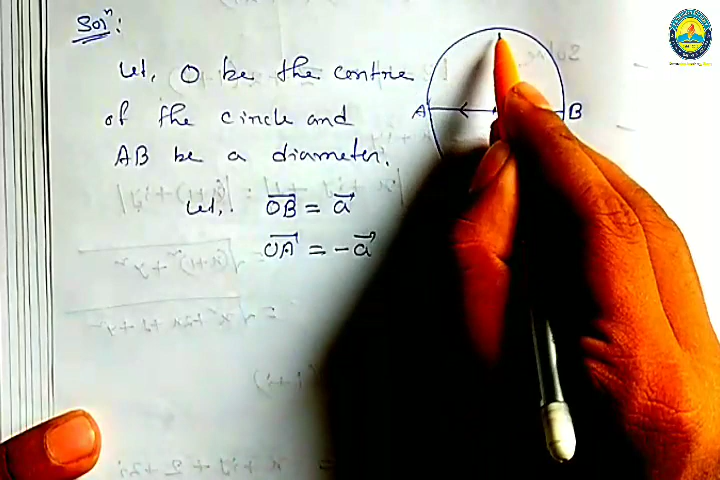 Solⁿ:
Let, O be the centre
of the circle and
AB be a diameter.
Let, OB⃗ = a⃗
OA⃗ = -a⃗
A B